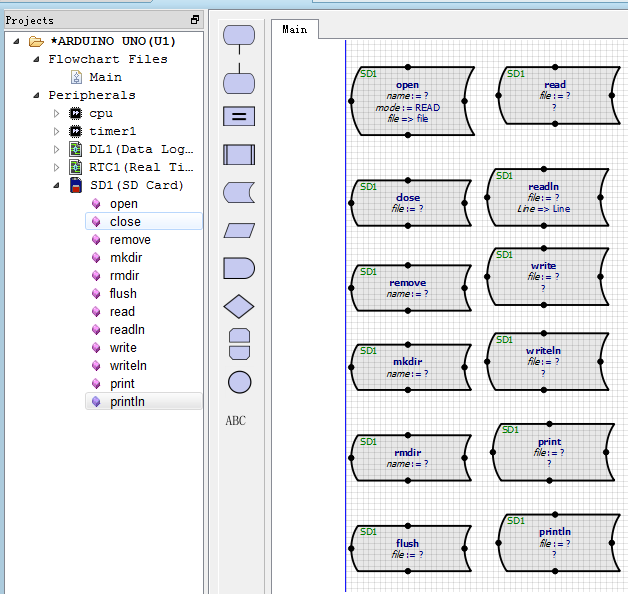 Projects
*ARDUINO UNO(U1)
Flowchart Files
Main
Peripherals
cpu
timer1
DL1(Data Log...
RTC1(Real Ti...
SD1(SD Card)
open
close
remove
mkdir
rmdir
flush
read
readln
write
writeln
print
println
ABC
Main
SD1
open
name := ?
mode := READ
file => file
SD1
read
file := ?
?
SD1
close
file := ?
SD1
readln
file := ?
Line => Line
SD1
remove
name := ?
SD1
write
file := ?
?
SD1
mkdir
name := ?
SD1
writeln
file := ?
?
SD1
rmdir
name := ?
SD1
print
file := ?
?
SD1
flush
file := ?
SD1
println
file := ?
?